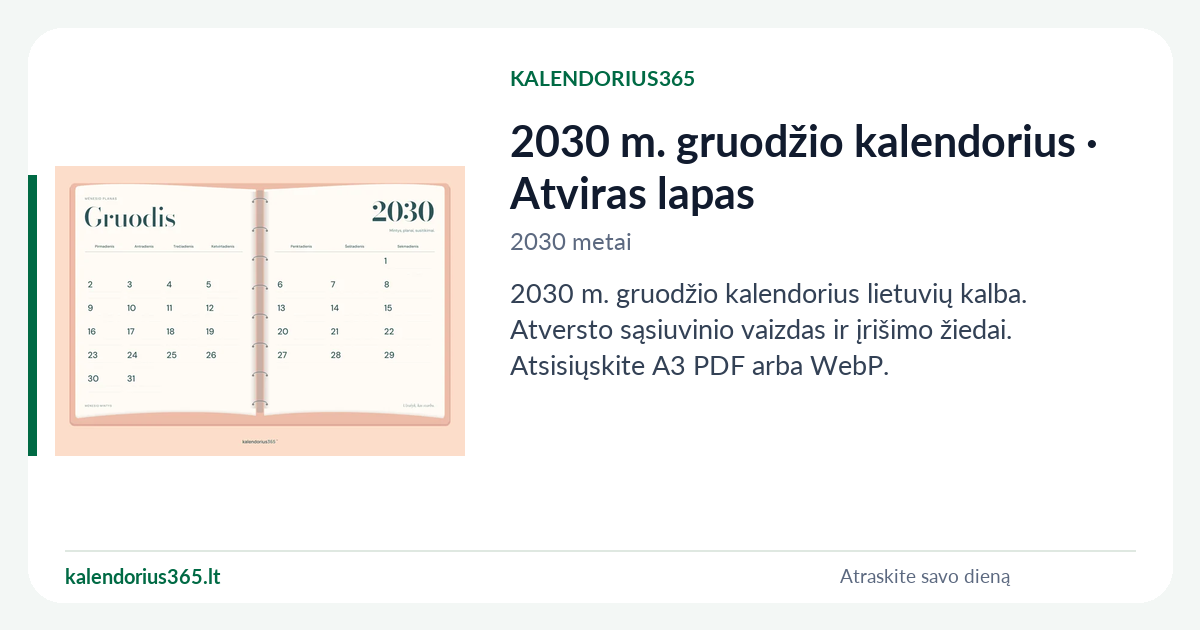 KALENDORIUS365
2030 m. gruodžio kalendorius ·
Atviras lapas
2030 metai
2030 m. gruodžio kalendorius lietuvių kalba.
Atversto sąsiuvinio vaizdas ir įrišimo žiedai.
Atsisiųskite A3 PDF arba WebP.
Gruodis
2030
Pirmadienis Antradienis Trečiadienis Ketvirtadienis Penktadienis Šeštadienis Sekmadienis
1
2 3 4 5 6 7 8
9 10 11 12 13 14 15
16 17 18 19 20 21 22
23 24 25 26 27 28 29
30 31
kalendorius365
kalendorius365.lt
Atraskite savo dieną